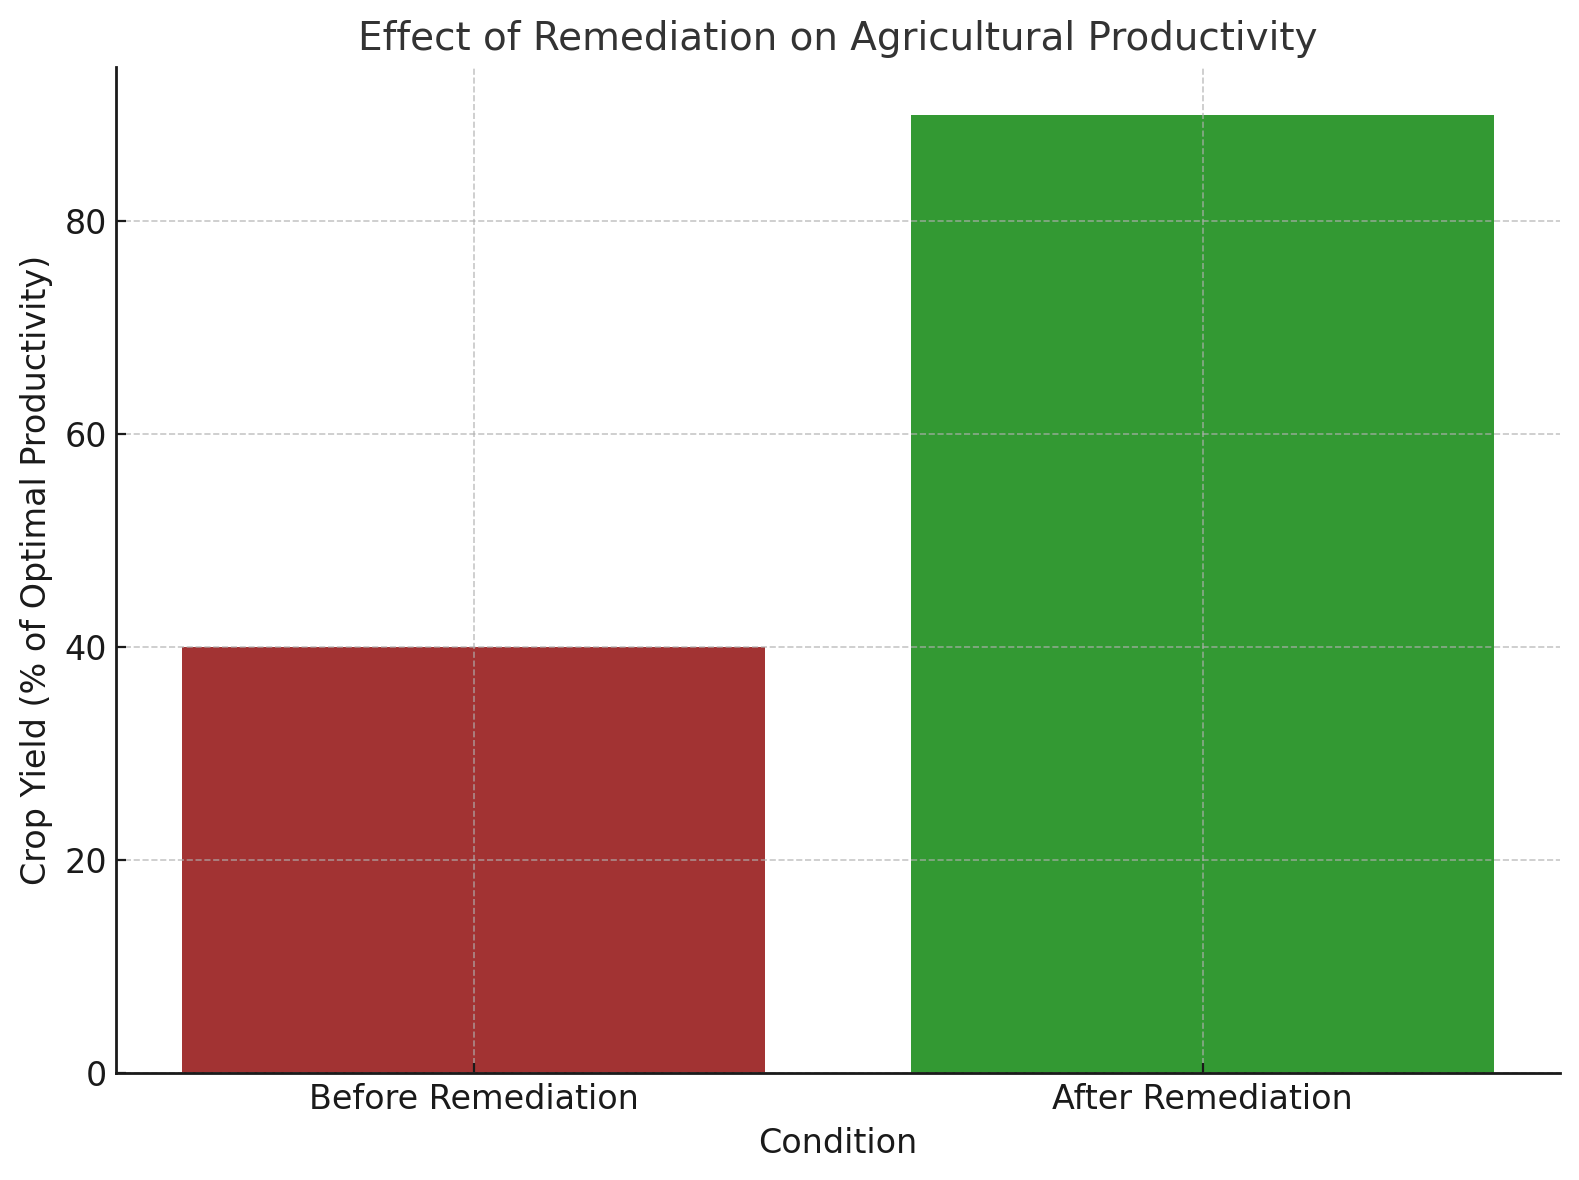 Effect of Remediation on Agricultural Productivity
Crop Yield (% of Optimal Productivity)
80
60
40
20
0
Before Remediation
After Remediation
Condition